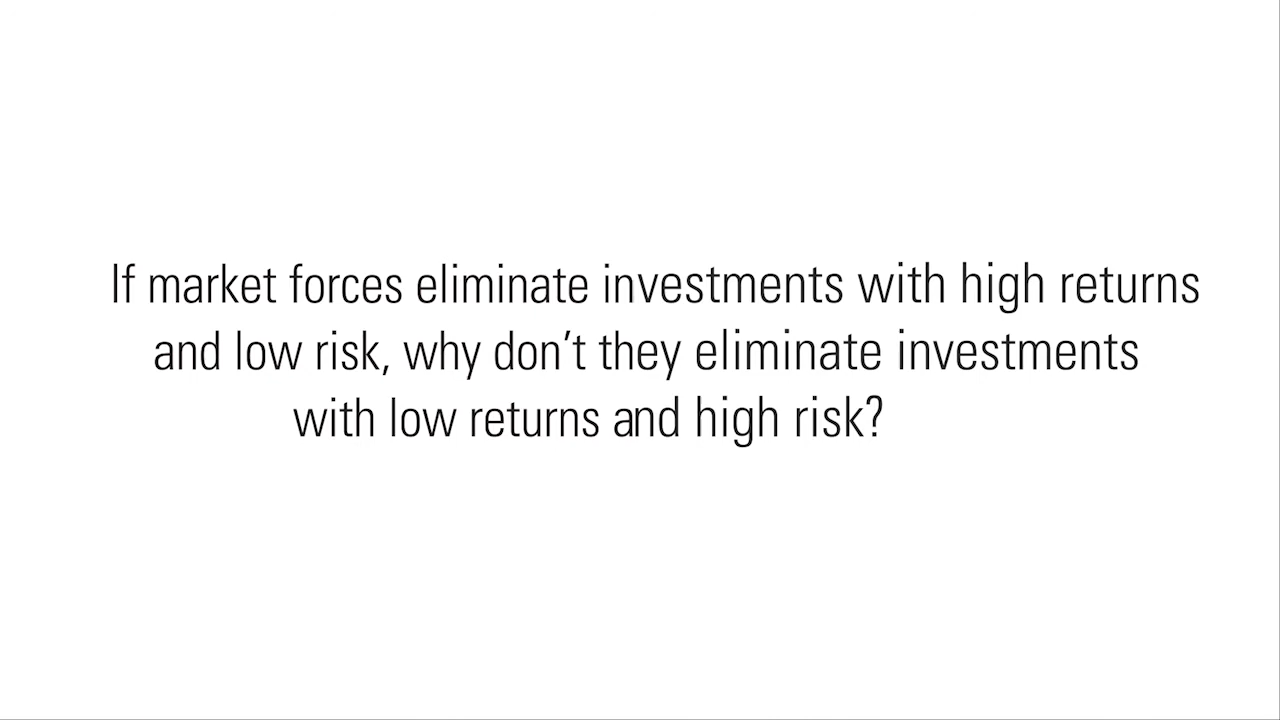 If market forces eliminate investments with high returns
and low risk, why don’t they eliminate investments
with low returns and high risk?